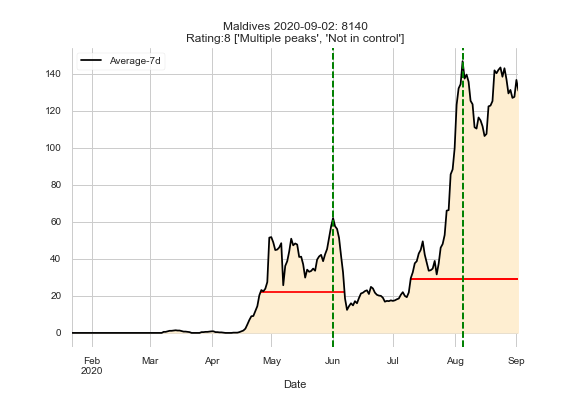 Maldives 2020-09-02: 8140
Rating:8 ['Multiple peaks', 'Not in control']
Average-7d
140
120
100
80
60
40
20
0
Feb Mar Apr May Jun Jul Aug Sep
2020
Date